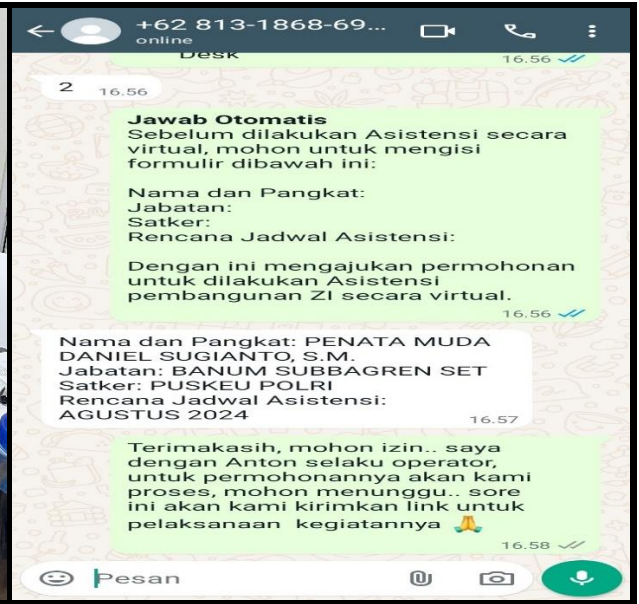 +62 813-1868-69...
online
Desk
16.56
2 16.56
Jawab Otomatis
Sebelum dilakukan Asistensi secara
virtual, mohon untuk mengisi
formulir dibawah ini:
Nama dan Pangkat:
Jabatan:
Satker:
Rencana Jadwal Asistensi:
Dengan ini mengajukan permohonan
untuk dilakukan Asistensi
pembangunan ZI secara virtual.
16.56
Nama dan Pangkat: PENATA MUDA
DANIEL SUGIANTO, S.M.
Jabatan: BANUM SUBBAGREN SET
Satker: PUSKEU POLRI
Rencana Jadwal Asistensi:
AGUSTUS 2024
16.57
Terimakasih, mohon izin.. saya
dengan Anton selaku operator,
untuk permohonannya akan kami
proses, mohon menunggu.. sore
ini akan kami kirimkan link untuk
pelaksanaan kegiatannya 🙏
16.58
Pesan